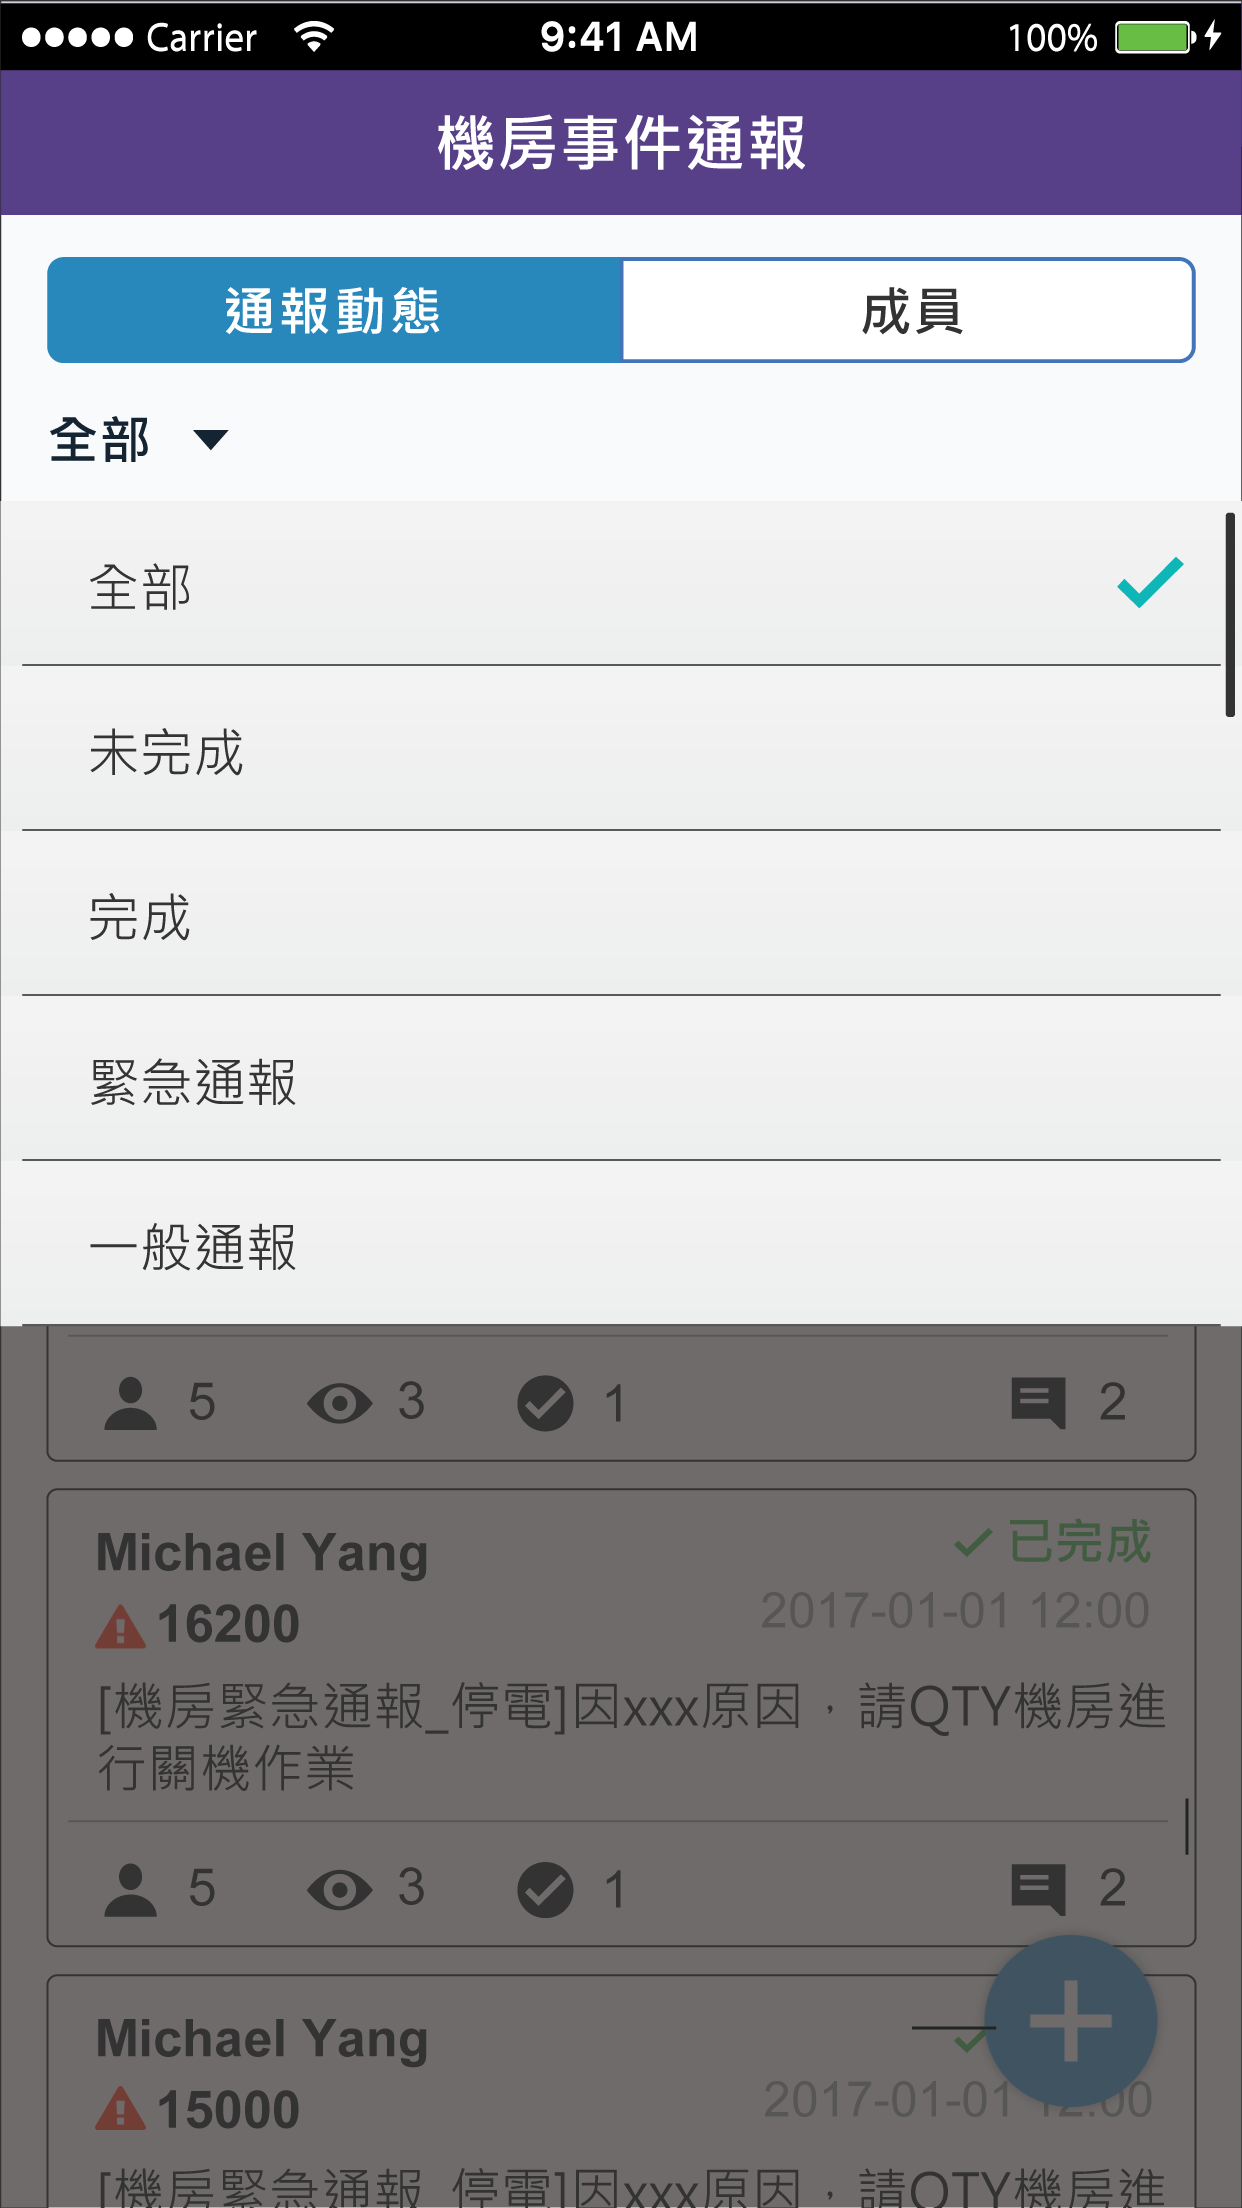 Carrier 9:41 AM 100%
機房事件通報
通報動態 成員
全部
全部
未完成
完成
緊急通報
一般通報
5 3 1 2
Michael Yang 已完成
16200 2017-01-01 12:00
[機房緊急通報_停電]因xxx原因，請QTY機房進
行關機作業
5 3 1 2
Michael Yang
15000 2017-01-01 12:00
[機房緊急通報_停電]因xxx原因，請QTY機房進